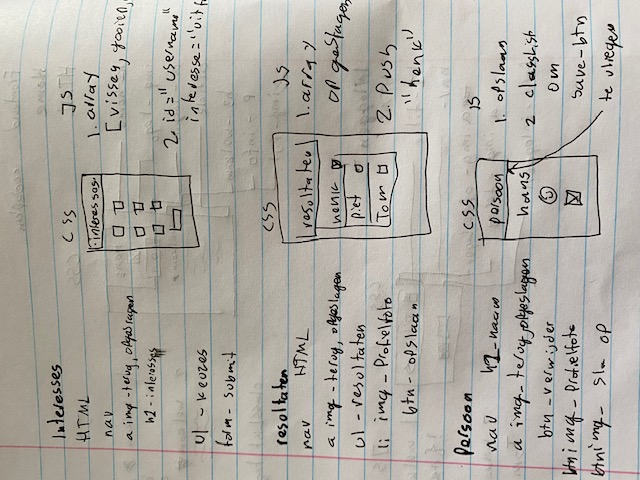 Interesses
HTML
nav
a img-terug, opgeslagen
h1-interesses
ul - keuzes
form - submit
CSS
interesses
JS
1. array
[vissen, gooien,
2. id="username"
interesse="uit
resultaten
HTML
nav
a img-terug, opgeslagen
ul - resultaten
li img-Profielfoto
btn-opslaan
CSS
resultaten
henk
Piet
Tom
JS
1. array
opgeslagen
2. Push
"henk"
Persoon
nav h1-naam
a img-terug, opgeslagen
btn-verwijder
btn img-Profielfoto
btn img- sla op
CSS
persoon
hans
JS
1. opslaan
2 classlist
om
save-btn
te